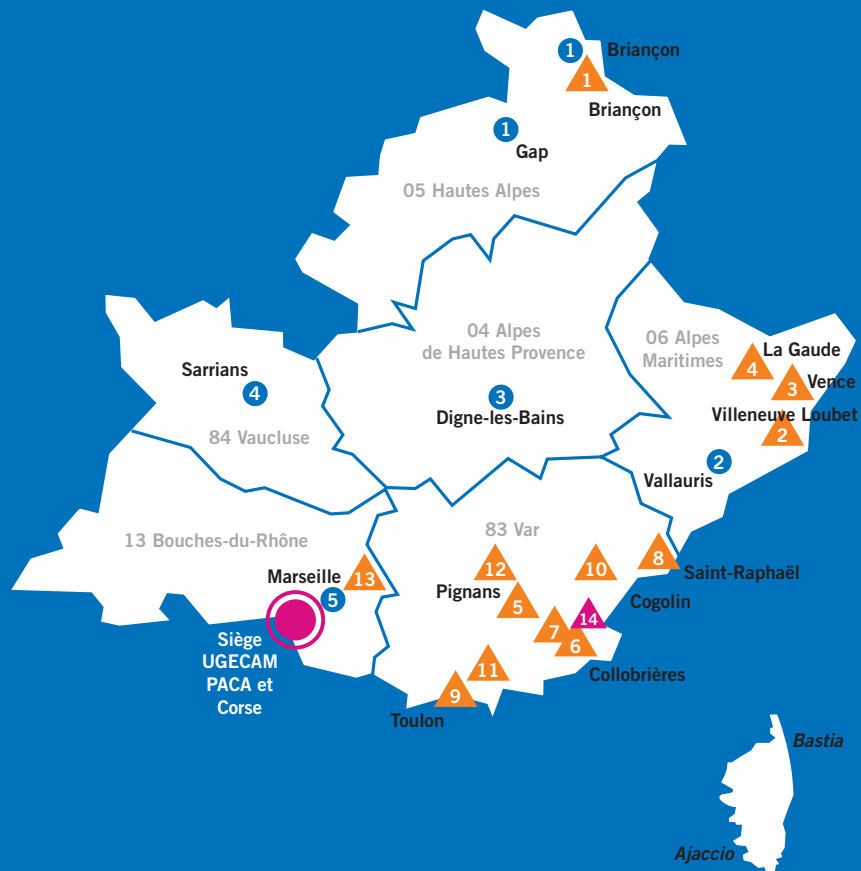 1 Briançon
1
Briançon
1
Gap
05 Hautes Alpes
04 Alpes
de Hautes Provence
06 Alpes
Maritimes
La Gaude
4
3 Vence
Villeneuve Loubet
2
Sarrians
4
84 Vaucluse
3
Digne-les-Bains
2
Vallauris
13 Bouches-du-Rhône
83 Var
Marseille 13
5
Siège
UGECAM
PACA et
Corse
12
10
8
Saint-Raphaël
Pignans
5
Cogolin
14
7
6
Collobrières
11
9
Toulon
Bastia
Ajaccio